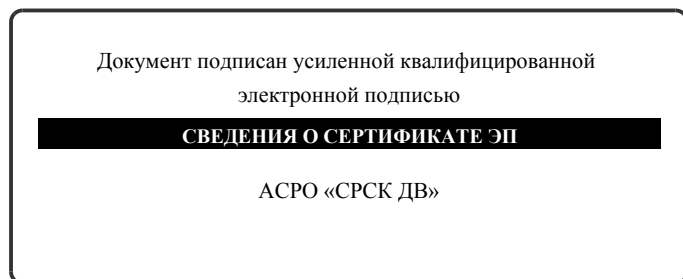 Документ подписан усиленной квалифицированной
электронной подписью
СВЕДЕНИЯ О СЕРТИФИКАТЕ ЭП
АСРО «СРСК ДВ»